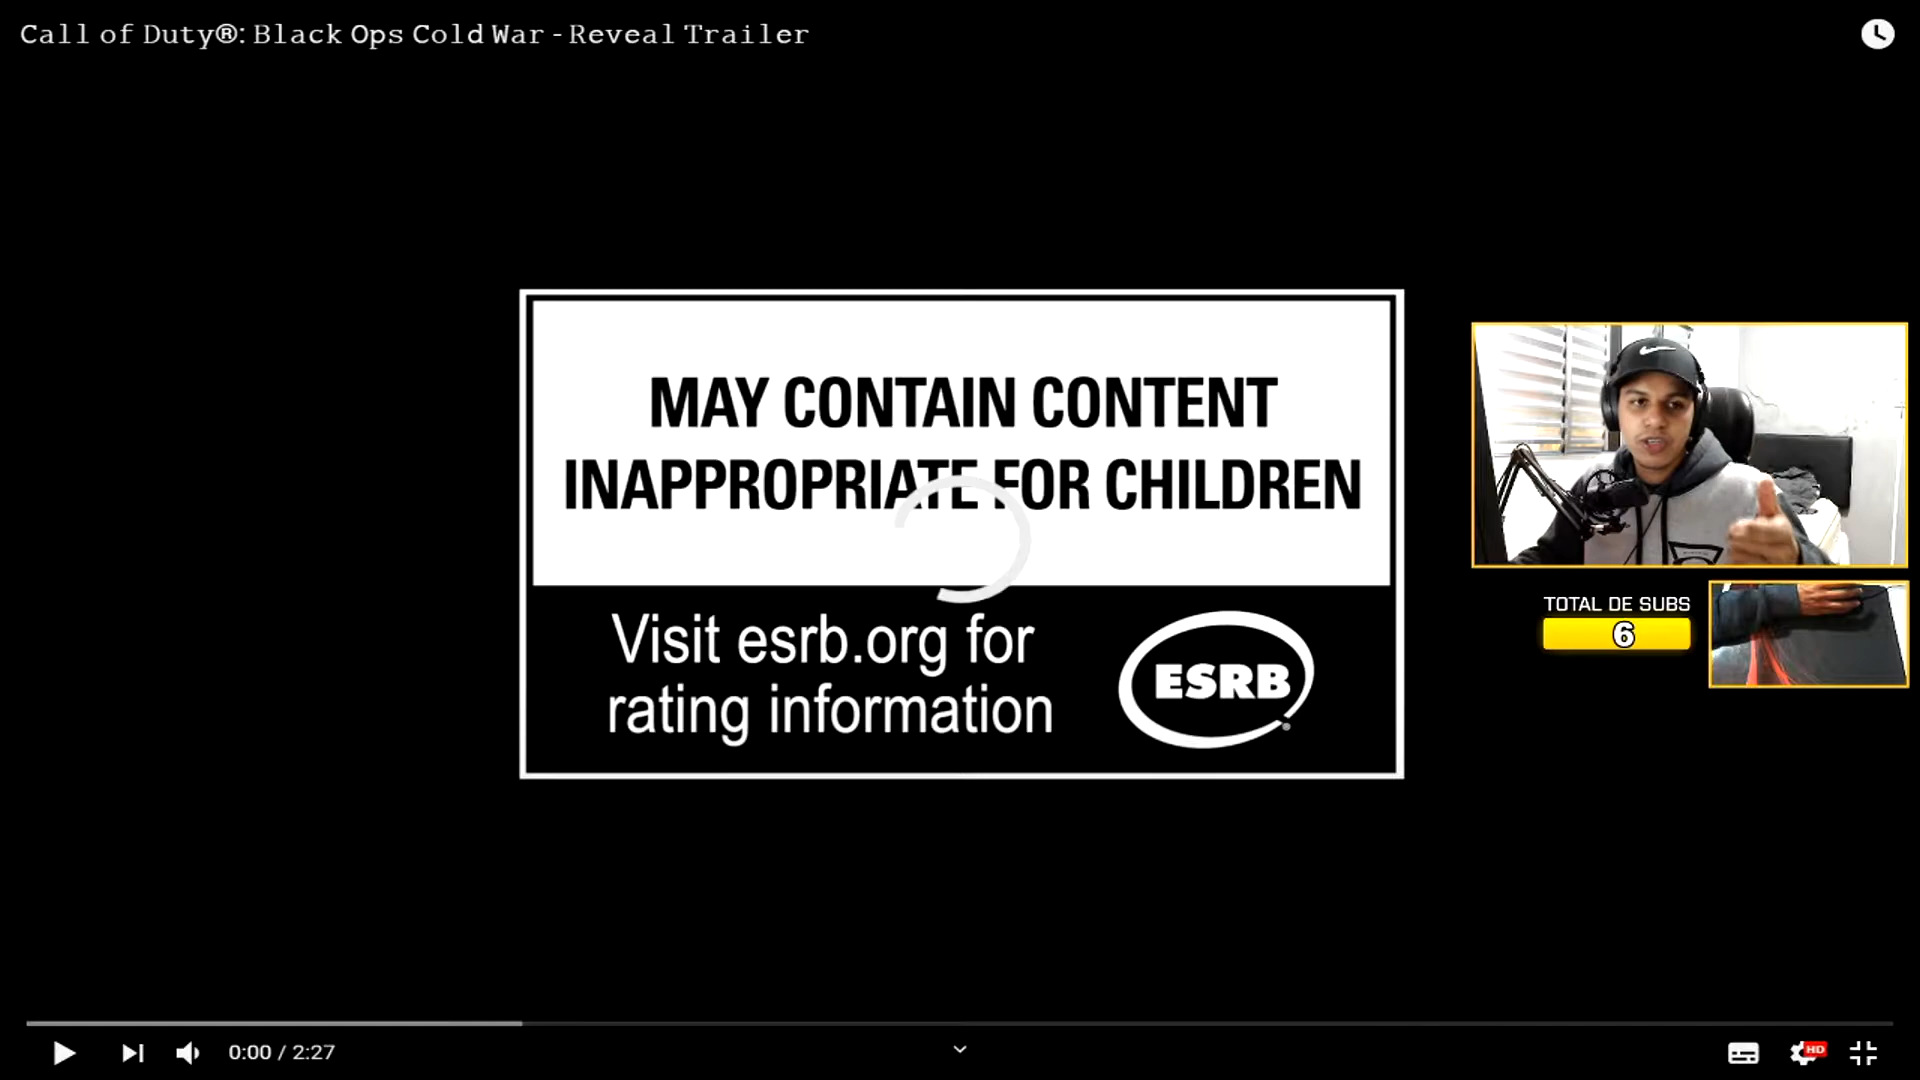 Call of Duty®: Black Ops Cold War - Reveal Trailer
MAY CONTAIN CONTENT
INAPPROPRIATE FOR CHILDREN
Visit esrb.org for
rating information
ESRB
TOTAL DE SUBS
6
0:00 / 2:27
HD